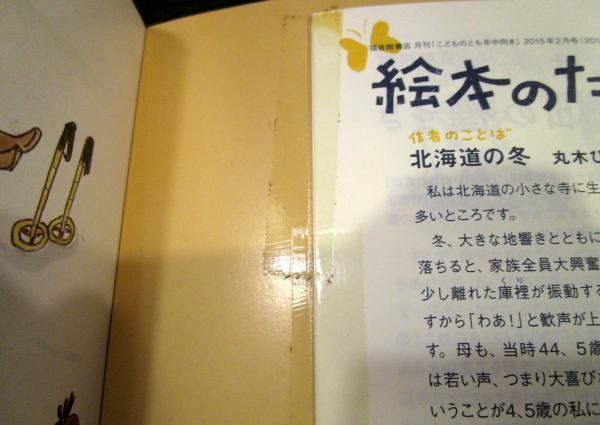 福音館書店 月刊「こどものとも年中向き」2015年2月号(201
絵本のた
作者のことば
北海道の冬 丸木ひ
私は北海道の小さな寺に生
多いところです。
冬、大きな地響きとともに
落ちると、家族全員大興奮
くり
少し離れた庫裡が振動する
すから「わあ!」と歓声が上
す。母も、当時44、5歳
は若い声、つまり大喜びさ
いうことが4、5歳の私に